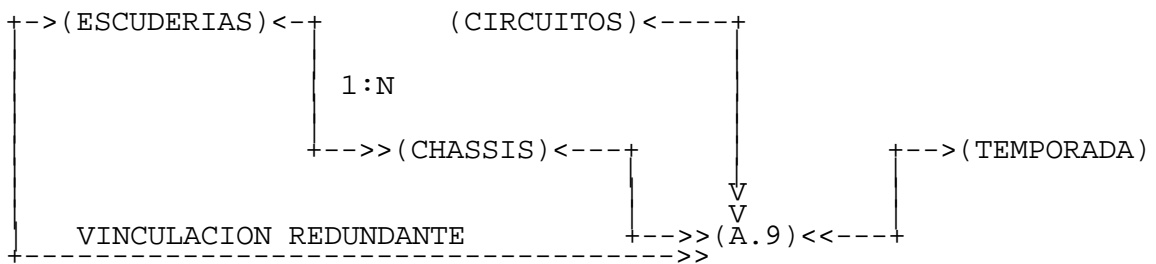 +-->(ESCUDERIAS)<-+ (CIRCUITOS)<----+
1:N
+-->>(CHASSIS)<---+ +-->(TEMPORADA)
V
V
VINCULACION REDUNDANTE +-->>(A.9)<<---+
+------------------------------------->>